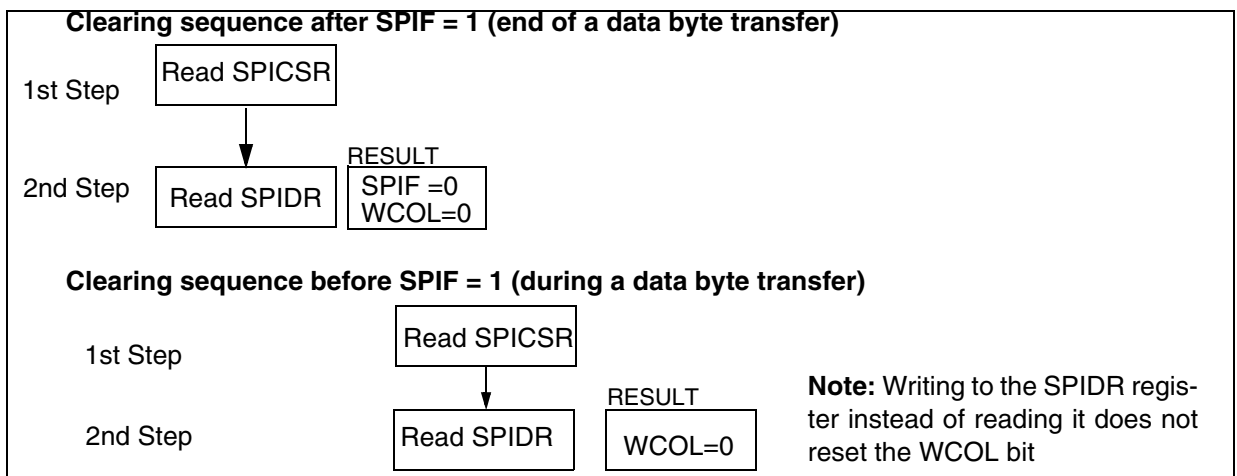 Clearing sequence after SPIF = 1 (end of a data byte transfer)
1st Step
Read SPICSR
2nd Step
Read SPIDR
RESULT
SPIF =0
WCOL=0
Clearing sequence before SPIF = 1 (during a data byte transfer)
1st Step
Read SPICSR
2nd Step
Read SPIDR
RESULT
WCOL=0
Note: Writing to the SPIDR regis-
ter instead of reading it does not
reset the WCOL bit